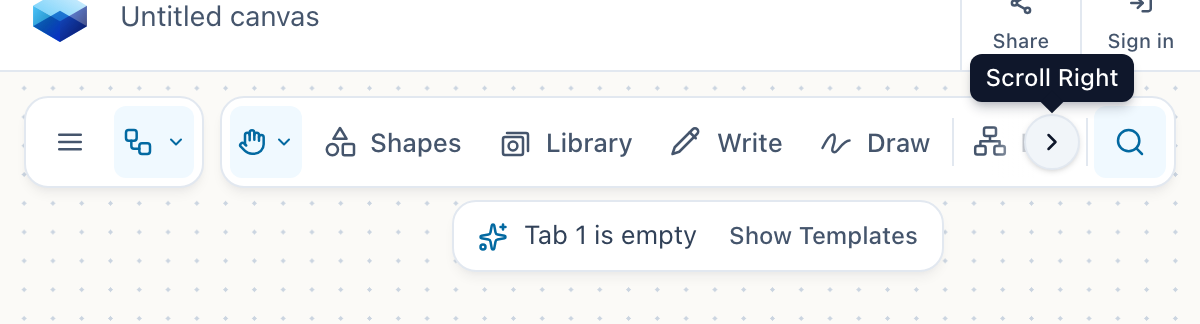 Untitled canvas
Share
Sign in
Scroll Right
Shapes
Library
Write
Draw
Tab 1 is empty
Show Templates